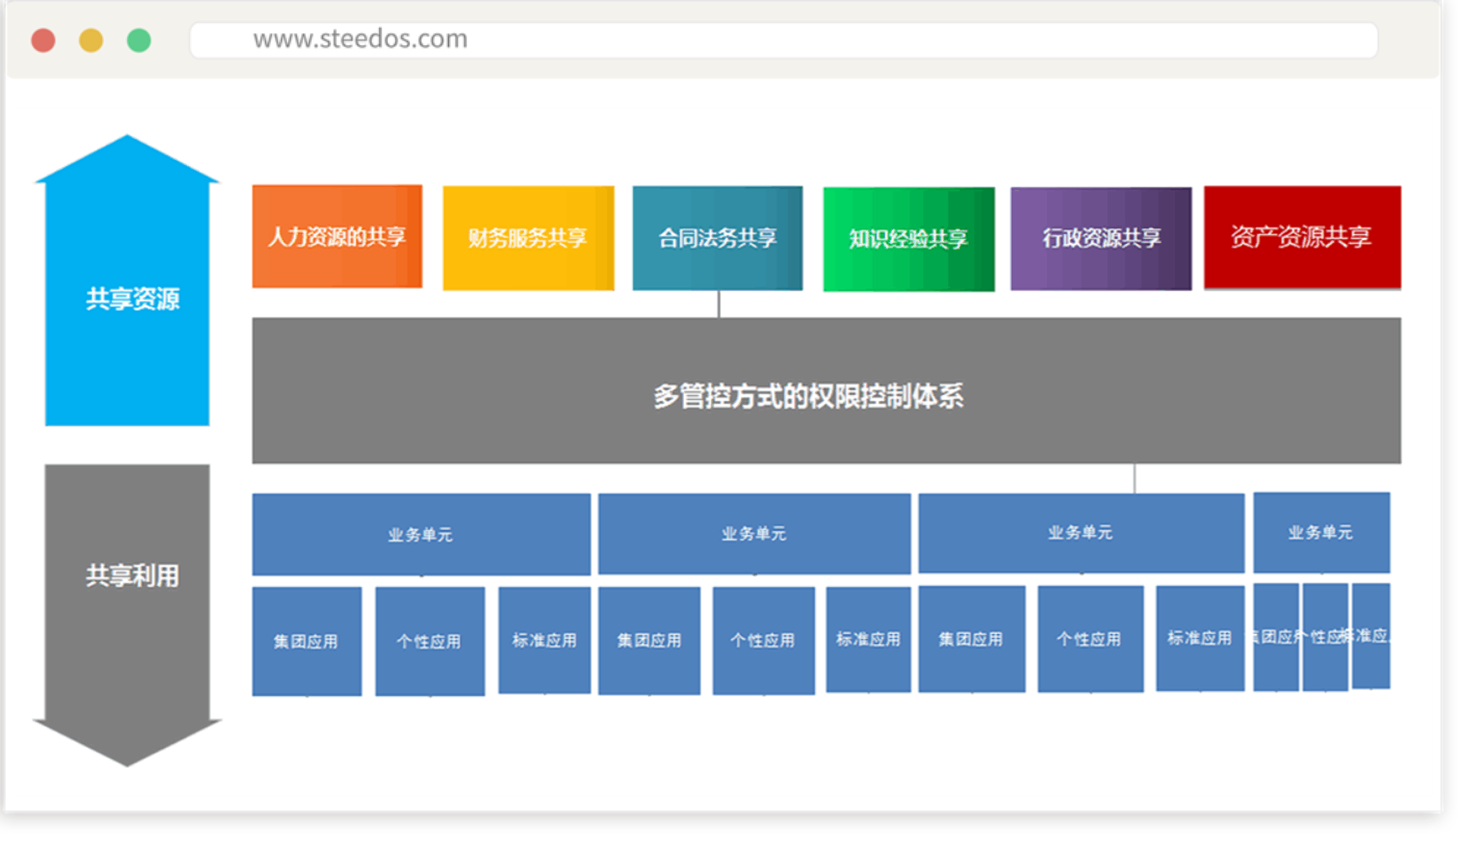 www.steedos.com
共享资源
人力资源的共享
财务服务共享
合同法务共享
知识经验共享
行政资源共享
资产资源共享
多管控方式的权限控制体系
共享利用
业务单元
业务单元
业务单元
业务单元
集团应用
个性应用
标准应用
集团应用
个性应用
标准应用
集团应用
个性应用
标准应用
集团应
个性应
标准应